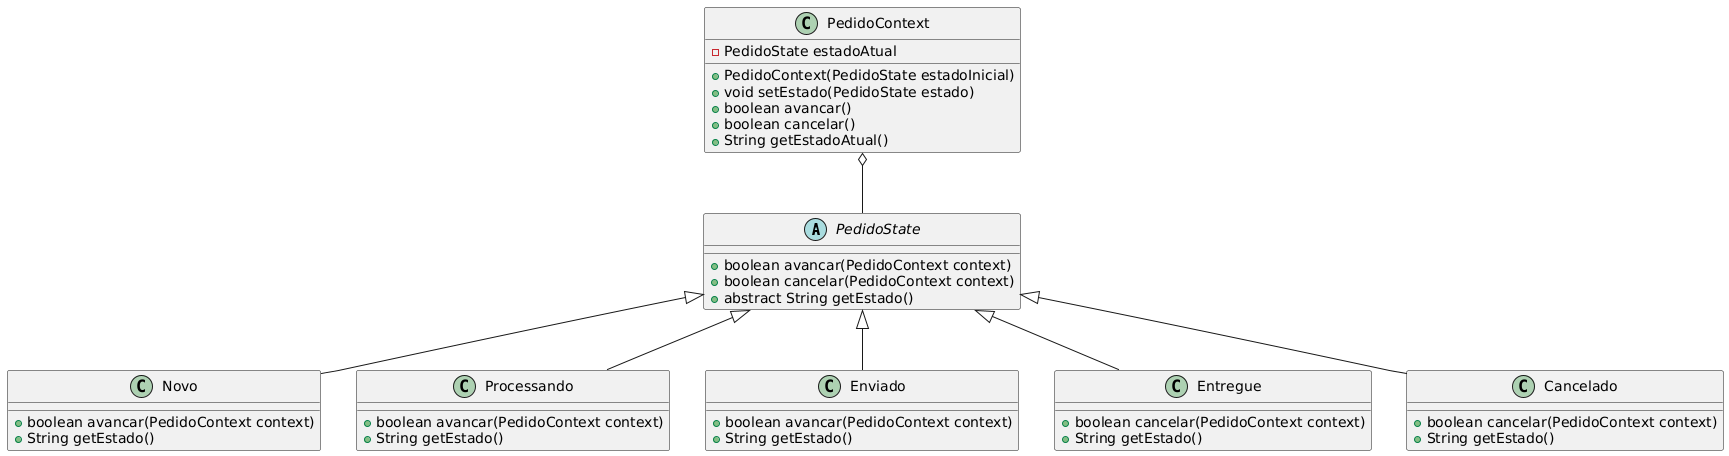 C PedidoContext
PedidoState estadoAtual
PedidoContext(PedidoState estadoInicial)
void setEstado(PedidoState estado)
boolean avancar()
boolean cancelar()
String getEstadoAtual()
A PedidoState
boolean avancar(PedidoContext context)
boolean cancelar(PedidoContext context)
abstract String getEstado()
C Novo
boolean avancar(PedidoContext context)
String getEstado()
C Processando
boolean avancar(PedidoContext context)
String getEstado()
C Enviado
boolean avancar(PedidoContext context)
String getEstado()
C Entregue
boolean cancelar(PedidoContext context)
String getEstado()
C Cancelado
boolean cancelar(PedidoContext context)
String getEstado()